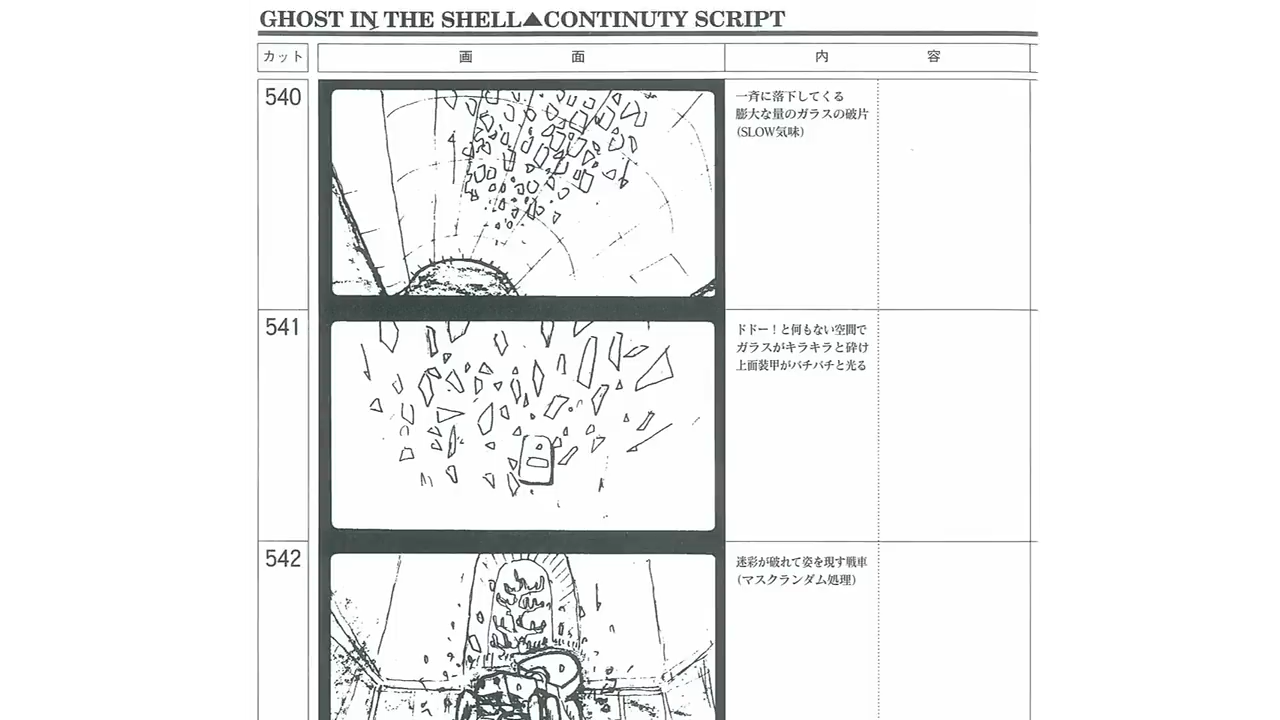 GHOST IN THE SHELL▲CONTINUTY SCRIPT
カット 画面 内容
540
一斉に落下してくる
膨大な量のガラスの破片
(SLOW気味)
541
ドドー！と何もない空間で
ガラスがキラキラと砕け
上面装甲がバチバチと光る
542
迷彩が破れて姿を現す戦車
(マスクランダム処理)